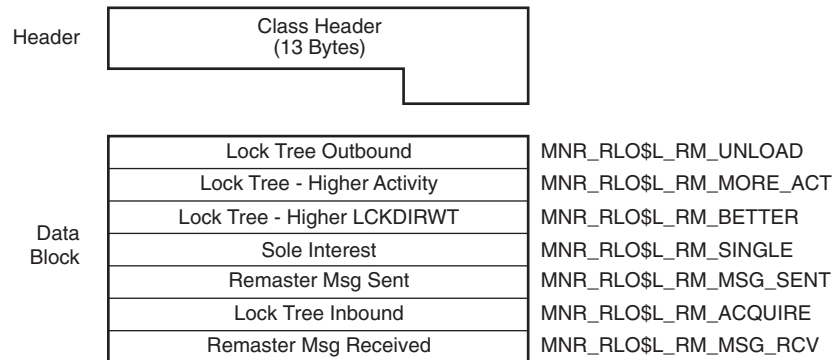 Header
Class Header
(13 Bytes)
Data
Block
Lock Tree Outbound MNR_RLO$L_RM_UNLOAD
Lock Tree - Higher Activity MNR_RLO$L_RM_MORE_ACT
Lock Tree - Higher LCKDIRWT MNR_RLO$L_RM_BETTER
Sole Interest MNR_RLO$L_RM_SINGLE
Remaster Msg Sent MNR_RLO$L_RM_MSG_SENT
Lock Tree Inbound MNR_RLO$L_RM_ACQUIRE
Remaster Msg Received MNR_RLO$L_RM_MSG_RCV